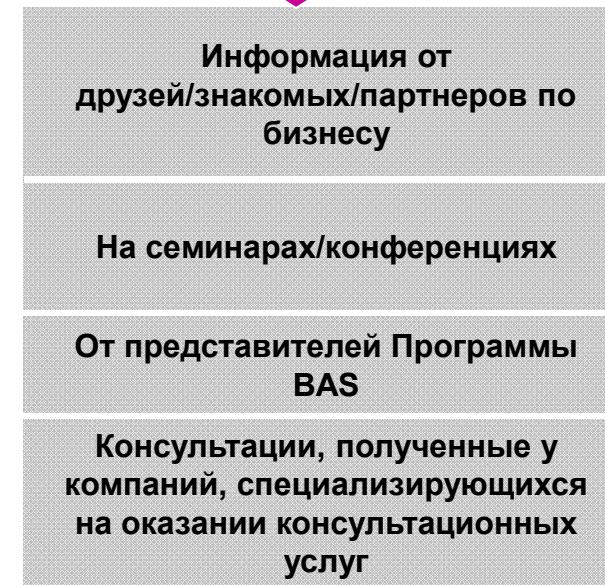 Информация от
друзей/знакомых/партнеров по
бизнесу
На семинарах/конференциях
От представителей Программы
BAS
Консультации, полученные у
компаний, специализирующихся
на оказании консультационных
услуг